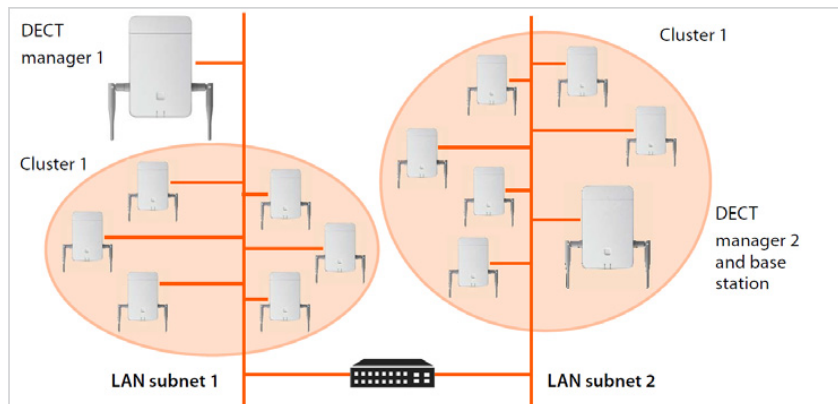 DECT
manager 1
Cluster 1
Cluster 1
DECT
manager 2
and base
station
LAN subnet 1
LAN subnet 2